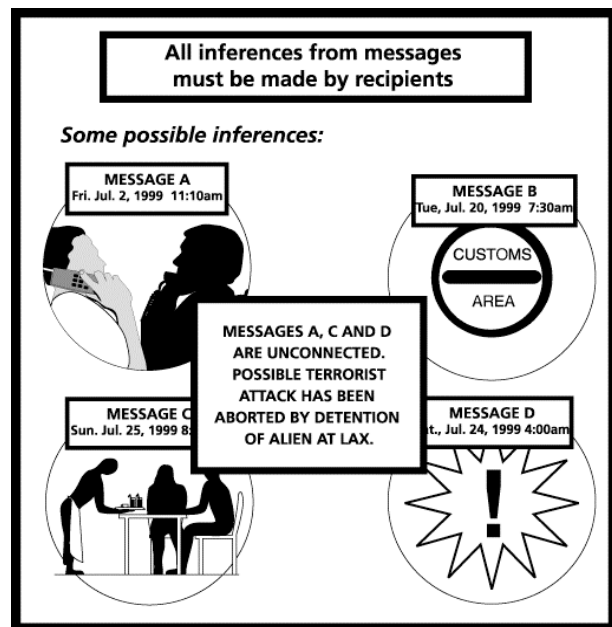 All inferences from messages
must be made by recipients
Some possible inferences:
MESSAGE A
Fri. Jul. 2, 1999 11:10am
MESSAGE B
Tue, Jul. 20, 1999 7:30am
CUSTOMS
AREA
MESSAGES A, C AND D
ARE UNCONNECTED.
POSSIBLE TERRORIST
ATTACK HAS BEEN
ABORTED BY DETENTION
OF ALIEN AT LAX.
MESSAGE C
Sun. Jul. 25, 1999
MESSAGE D
Jul. 24, 1999 4:00am
!